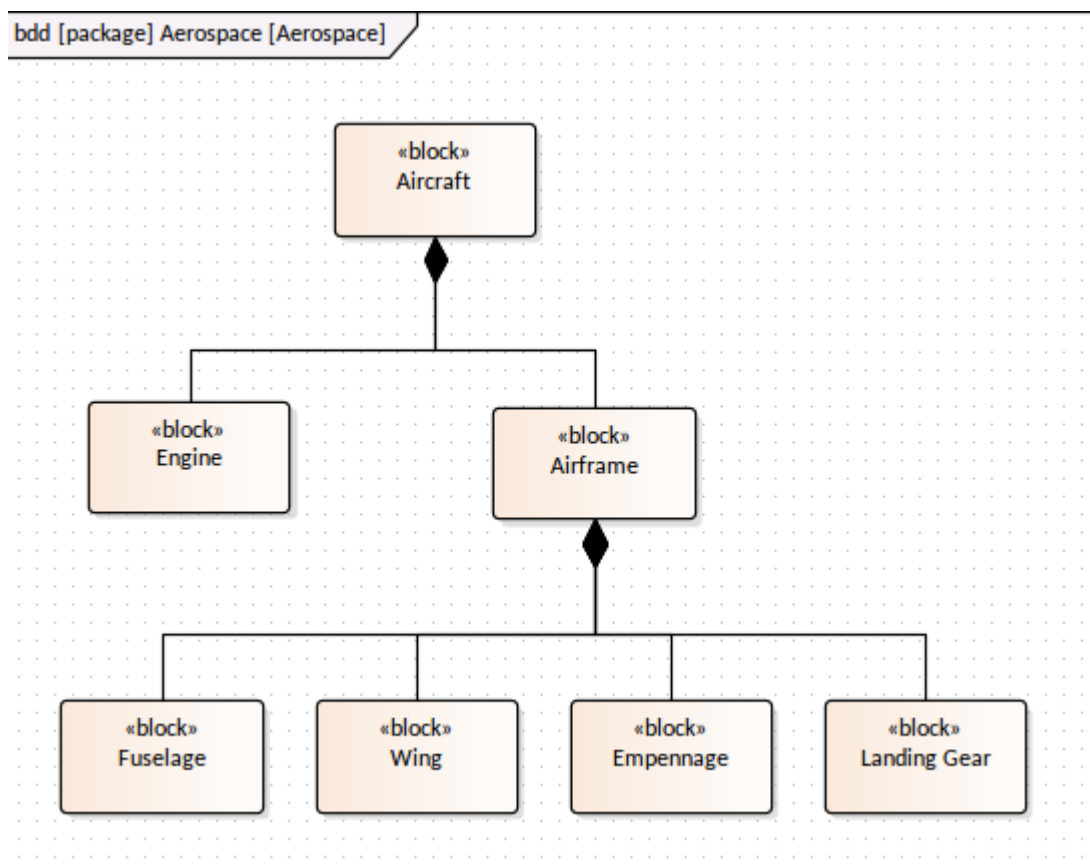 bdd [package] Aerospace [Aerospace]
«block»
Aircraft
«block»
Engine
«block»
Airframe
«block»
Fuselage
«block»
Wing
«block»
Empennage
«block»
Landing Gear